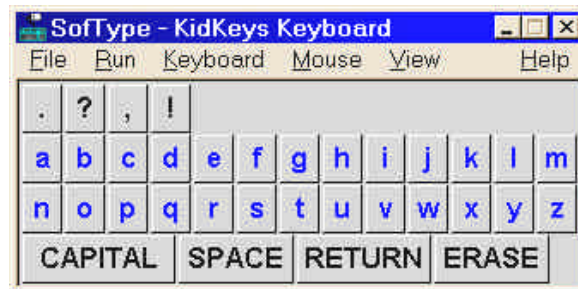 SofType - KidKeys Keyboard
File Run Keyboard Mouse View Help
. ? , !
a b c d e f g h i j k l m
n o p q r s t u v w x y z
CAPITAL SPACE RETURN ERASE